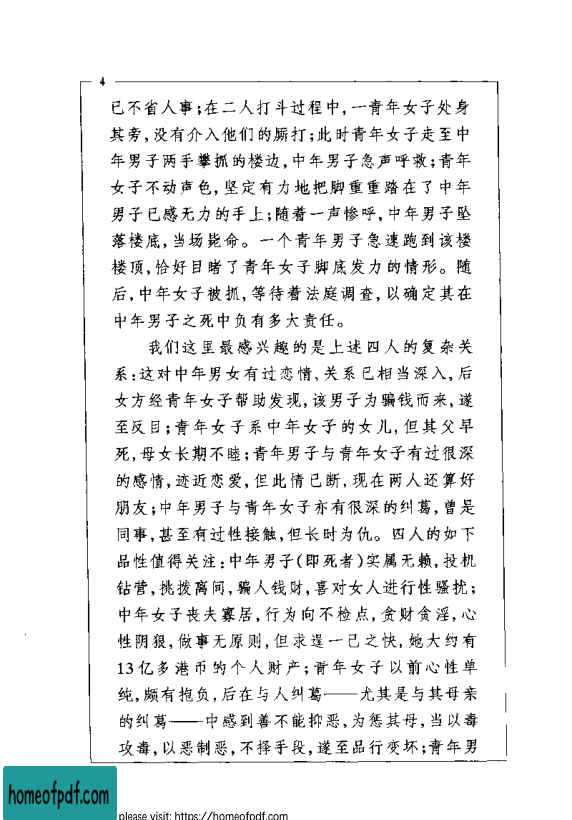 4
已不省人事;在二人打斗过程中,一青年女子处身
其旁,没有介入他们的厮打;此时青年女子走至中
年男子两手攀抓的楼边,中年男子急声呼救;青年
女子不动声色,坚定有力地把脚重重踏在了中年
男子已感无力的手上;随着一声惨呼,中年男子坠
落楼底,当场毙命。一个青年男子急速跑到该楼
楼顶,恰好目睹了青年女子脚底发力的情形。随
后,中年女子被抓,等待着法庭调查,以确定其在
中年男子之死中负有多大责任。
我们这里最感兴趣的是上述四人的复杂关
系:这对中年男女有过恋情、关系已相当深入,后
女方经青年女子帮助发现,该男子为骗钱而来,遂
至反目;青年女子系中年女子的女儿,但其父早
死,母女长期不睦;青年男子与青年女子有过很深
的感情,迹近恋爱,但此情已断,现在两人还算好
朋友;中年男子与青年女子亦有很深的纠葛,曾是
同事,甚至有过性接触,但长时为仇。四人的如下
品性值得关注:中年男子(即死者)实属无赖,投机
钻营,挑拨离间,骗人钱财,喜对女人进行性骚扰;
中年女子丧夫寡居,行为向不检点,贪财贪淫,心
性阴狠,做事无原则,但求逞一己之快,她大约有
13亿多港币的个人财产;青年女子以前心性单
纯,颇有抱负,后在与人纠葛——尤其是与其母亲
的纠葛——中感到善不能抑恶,为惩其母,当以毒
攻毒,以恶制恶,不择手段,遂至品行变坏;青年男
homeofpdf.com
please visit: https://homeofpdf.com